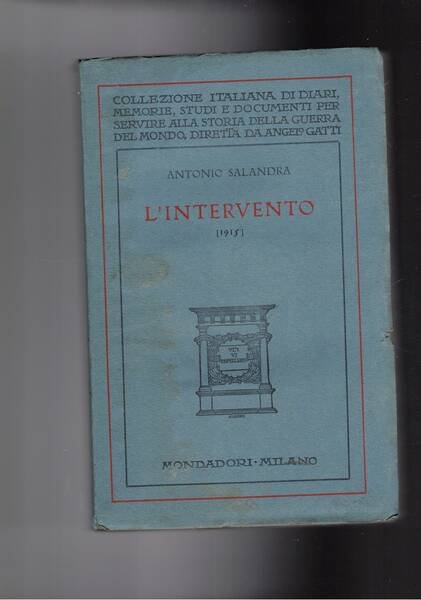 COLLEZIONE ITALIANA DI DIARI,
MEMORIE, STUDI E DOCUMENTI PER
SERVIRE ALLA STORIA DELLA GUERRA
DEL MONDO, DIRETTA DA ANGELO GATTI
ANTONIO SALANDRA
L'INTERVENTO
[1915]
MONDADORI · MILANO